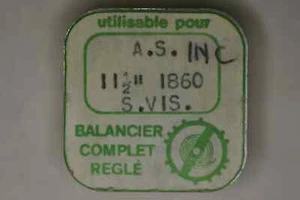 utilisable pour
A.S. INC
11½''' 1860
S.VIS.
BALANCIER
COMPLET
REGLÉ